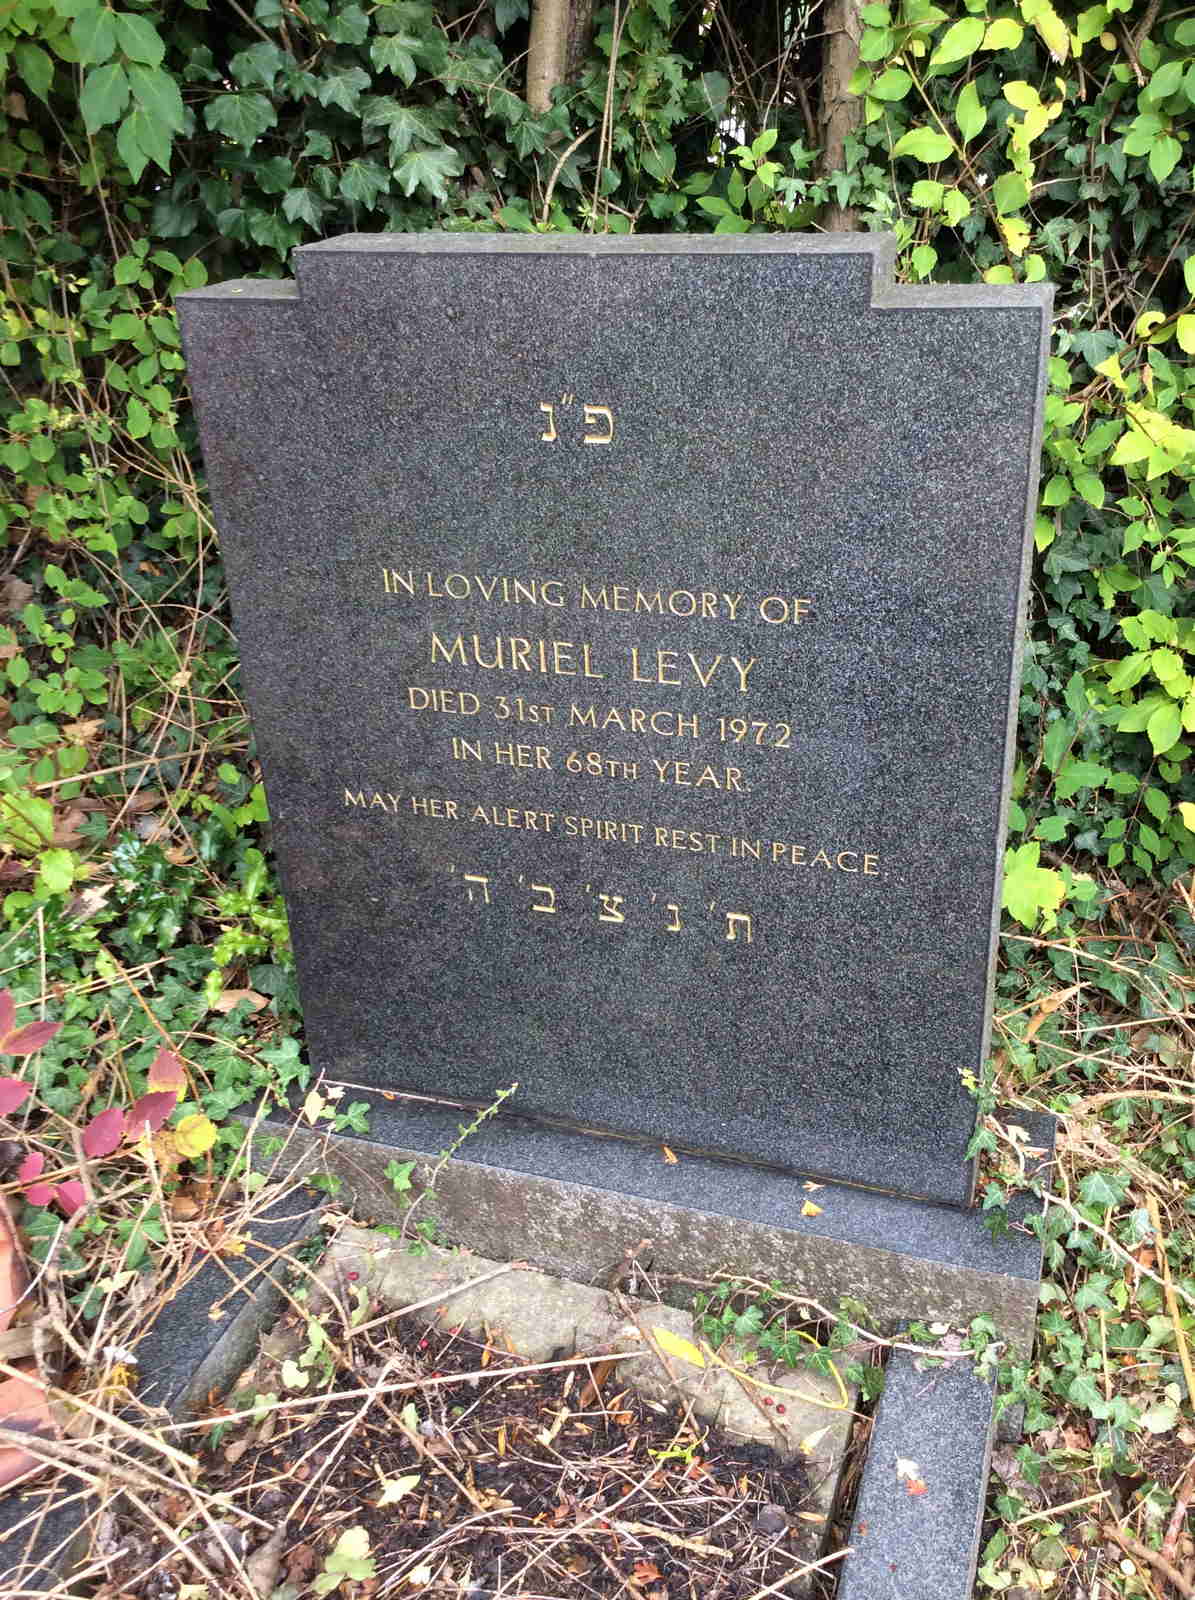 פ"נ
IN LOVING MEMORY OF
MURIEL LEVY
DIED 31ST MARCH 1972
IN HER 68TH YEAR.
MAY HER ALERT SPIRIT REST IN PEACE.
ת' נ' צ' ב' ה'